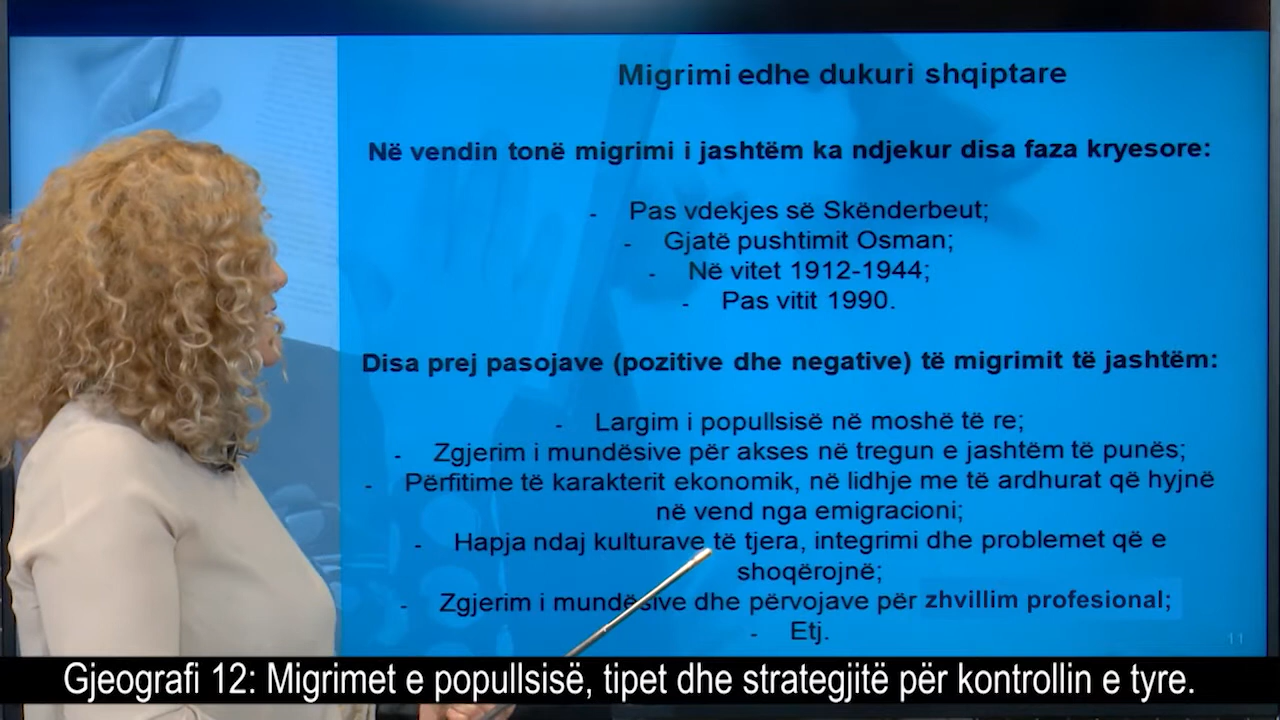 Migrimi edhe dukuri shqiptare
Në vendin tonë migrimi i jashtëm ka ndjekur disa faza kryesore:
- Pas vdekjes së Skënderbeut;
- Gjatë pushtimit Osman;
- Në vitet 1912-1944;
- Pas vitit 1990.
Disa prej pasojave (pozitive dhe negative) të migrimit të jashtëm:
- Largim i popullsisë në moshë të re;
- Zgjerim i mundësive për akses në tregun e jashtëm të punës;
- Përfitime të karakterit ekonomik, në lidhje me të ardhurat që hyjnë
në vend nga emigracioni;
- Hapja ndaj kulturave të tjera, integrimi dhe problemet që e
shoqërojnë;
- Zgjerim i mundësive dhe përvojave për zhvillim profesional;
- Etj.
11
Gjeografi 12: Migrimet e popullsisë, tipet dhe strategjitë për kontrollin e tyre.